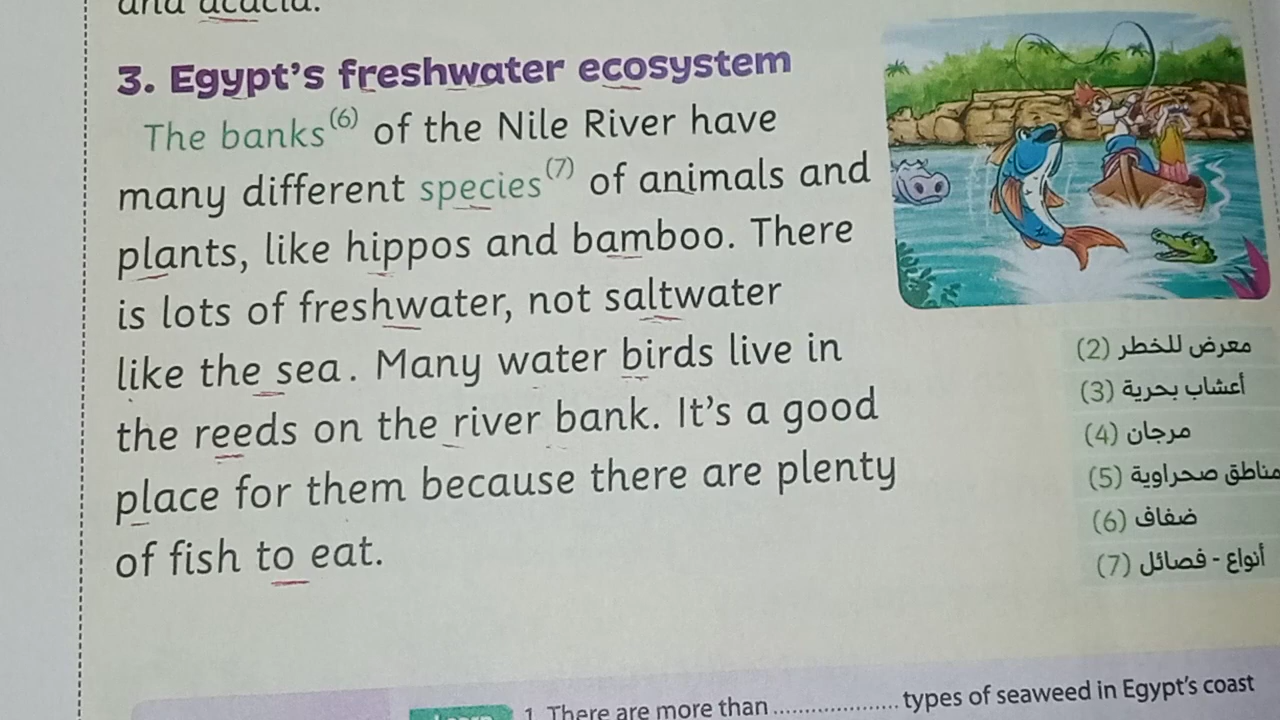 and acacia.
3. Egypt's freshwater ecosystem
The banks(6) of the Nile River have
many different species(7) of animals and
plants, like hippos and bamboo. There
is lots of freshwater, not saltwater
like the sea. Many water birds live in
the reeds on the river bank. It's a good
place for them because there are plenty
of fish to eat.
(2) معرض للخطر
(3) أعشاب بحرية
(4) مرجان
(5) مناطق صحراوية
(6) ضفاف
(7) أنواع - فصائل
1. There are more than .................... types of seaweed in Egypt's coast